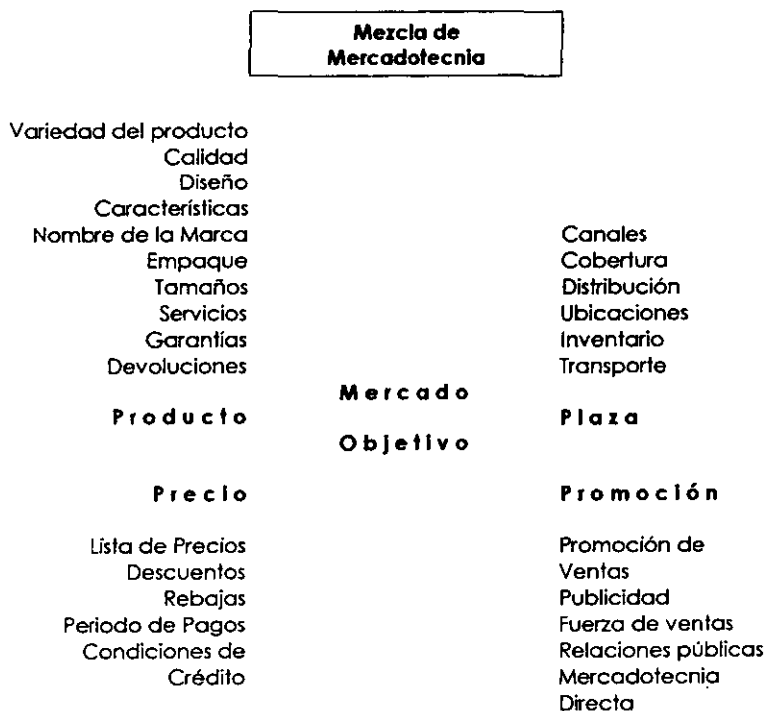 Mezcla de
Mercadotecnia
Variedad del producto
Calidad
Diseño
Características
Nombre de la Marca
Empaque
Tamaños
Servicios
Garantías
Devoluciones
Canales
Cobertura
Distribución
Ubicaciones
Inventario
Transporte
Mercado
Producto
Plaza
Objetivo
Precio
Promoción
Lista de Precios
Descuentos
Rebajas
Periodo de Pagos
Condiciones de
Crédito
Promoción de
Ventas
Publicidad
Fuerza de ventas
Relaciones públicas
Mercadotecnia
Directa